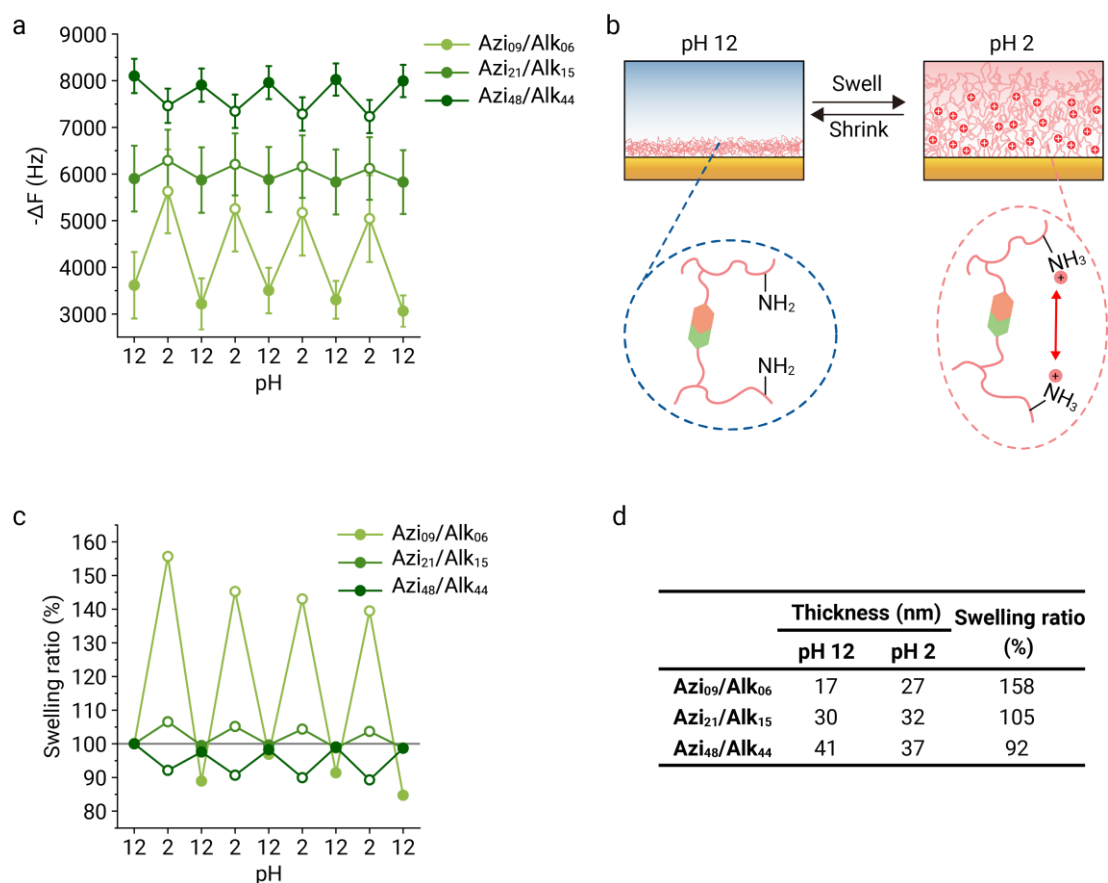 a
9000
8000
7000
6000
5000
4000
3000
-ΔF (Hz)
12 2 12 2 12 2 12 2 12
pH
Azi₀₉/Alk₀₆
Azi₂₁/Alk₁₅
Azi₄₈/Alk₄₄
b
pH 12
pH 2
Swell
Shrink
NH₂
NH₂
NH₃
+
+
NH₃
c
160
150
140
130
120
110
100
90
80
Swelling ratio (%)
12 2 12 2 12 2 12 2 12
pH
Azi₀₉/Alk₀₆
Azi₂₁/Alk₁₅
Azi₄₈/Alk₄₄
d
Thickness (nm) Swelling ratio
(%)
pH 12 pH 2
Azi₀₉/Alk₀₆ 17 27 158
Azi₂₁/Alk₁₅ 30 32 105
Azi₄₈/Alk₄₄ 41 37 92